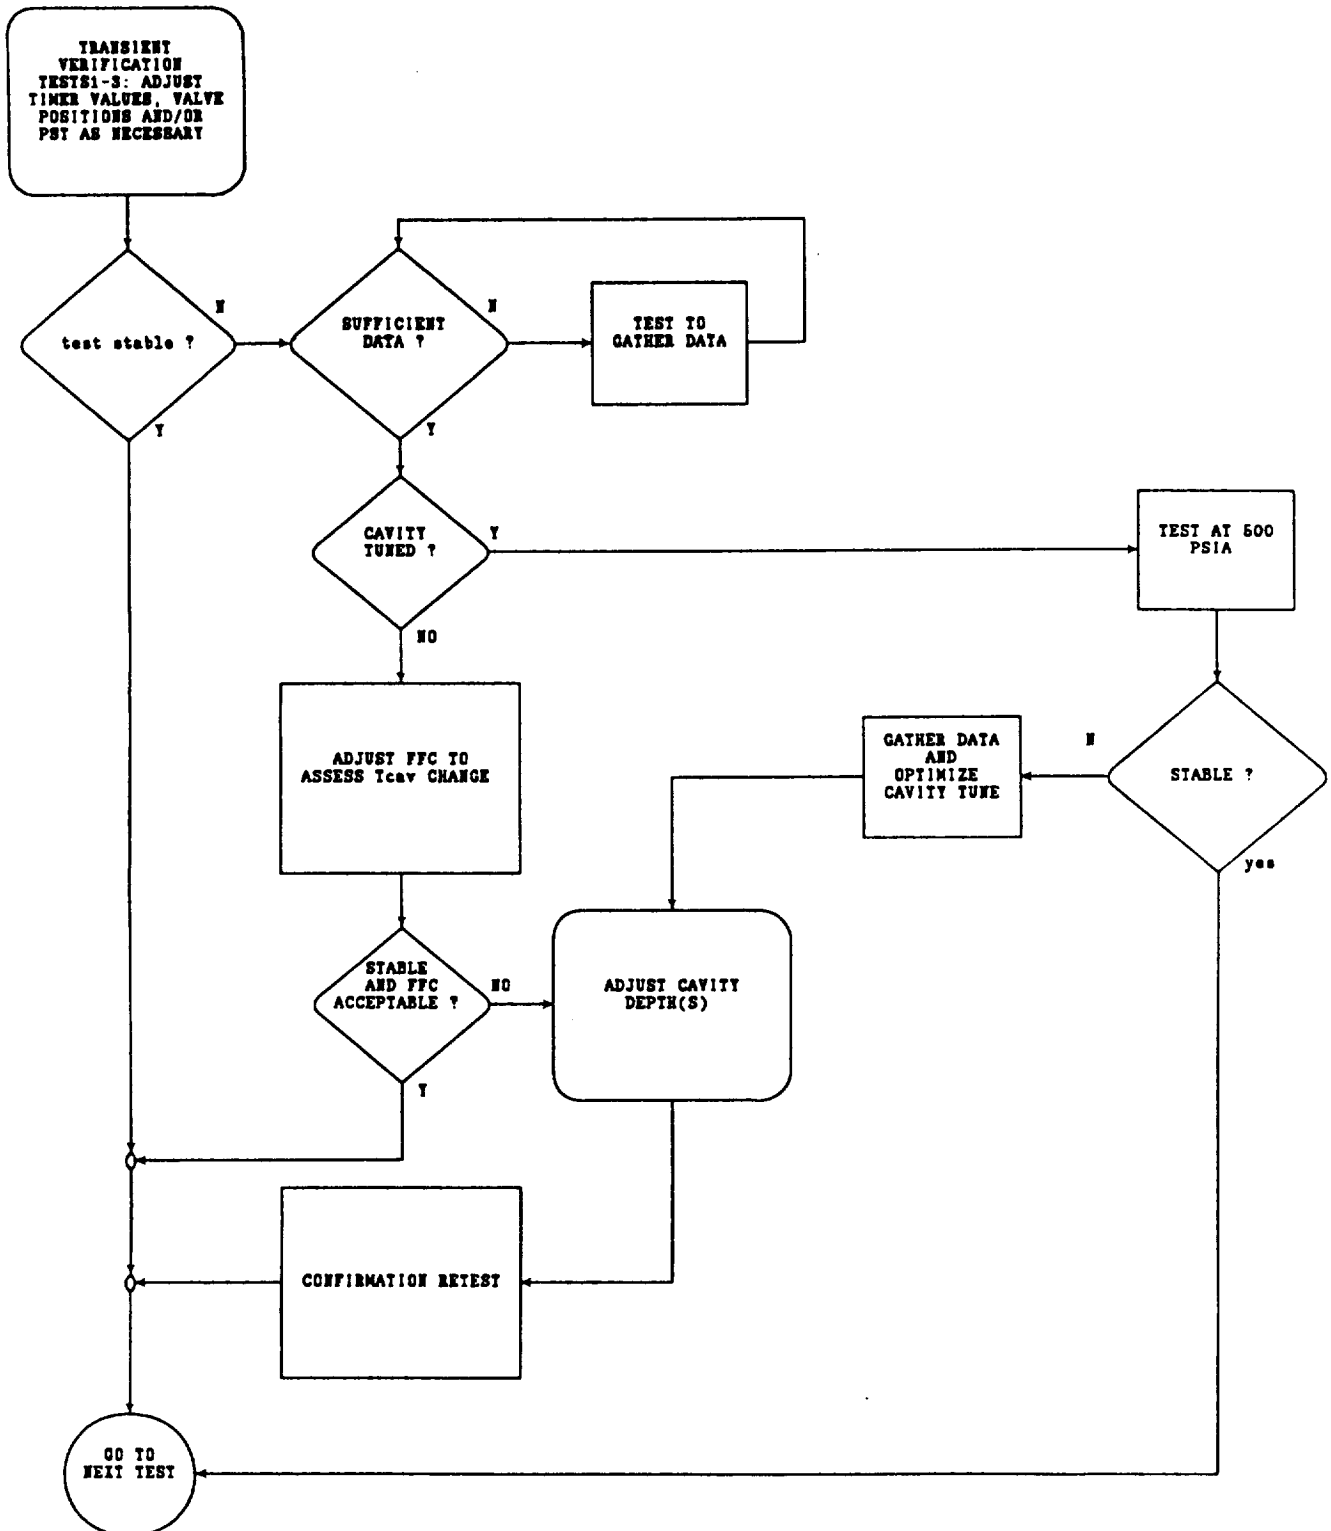 TRANSIENT
VERIFICATION
TESTS1-3: ADJUST
TIMER VALUES, VALVE
POSITIONS AND/OR
PST AS NECESSARY
test stable ?
N
Y
SUFFICIENT
DATA ?
N
Y
TEST TO
GATHER DATA
CAVITY
TUNED ?
Y
NO
TEST AT 500
PSIA
ADJUST FFC TO
ASSESS Tcav CHANGE
GATHER DATA
AND
OPTIMIZE
CAVITY TUNE
N
STABLE ?
yes
STABLE
AND FFC
ACCEPTABLE ?
NO
Y
ADJUST CAVITY
DEPTH(S)
CONFIRMATION RETEST
GO TO
NEXT TEST